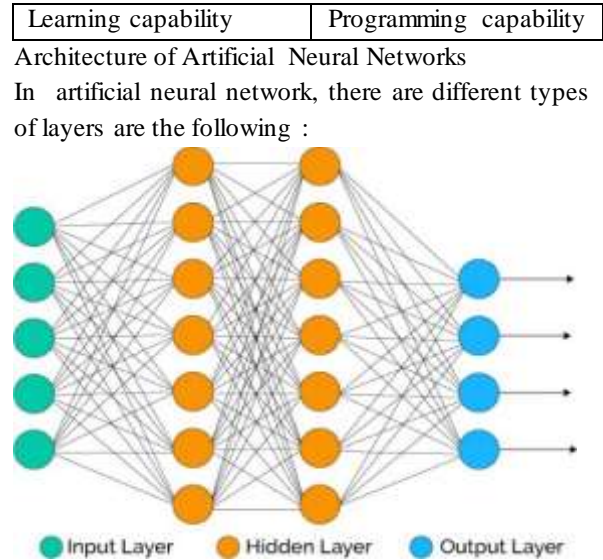 Learning capability Programming capability
Architecture of Artificial Neural Networks
In artificial neural network, there are different types
of layers are the following :
Input Layer Hidden Layer Output Layer